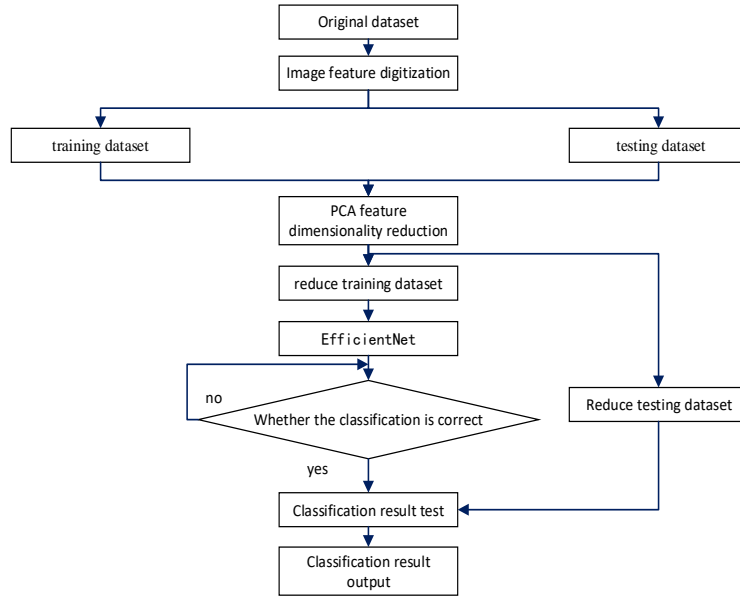 Original dataset
Image feature digitization
training dataset
testing dataset
PCA feature
dimensionality reduction
reduce training dataset
EfficientNet
no
Whether the classification is correct
Reduce testing dataset
yes
Classification result test
Classification result
output